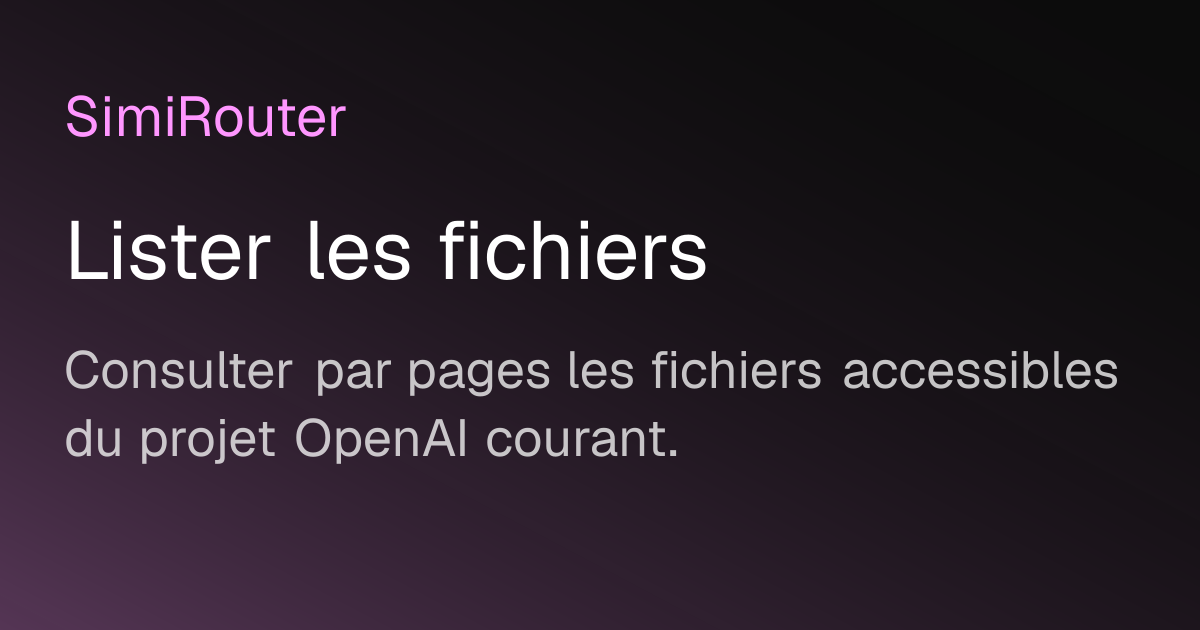 SimiRouter
Lister les fichiers
Consulter par pages les fichiers accessibles
du projet OpenAI courant.